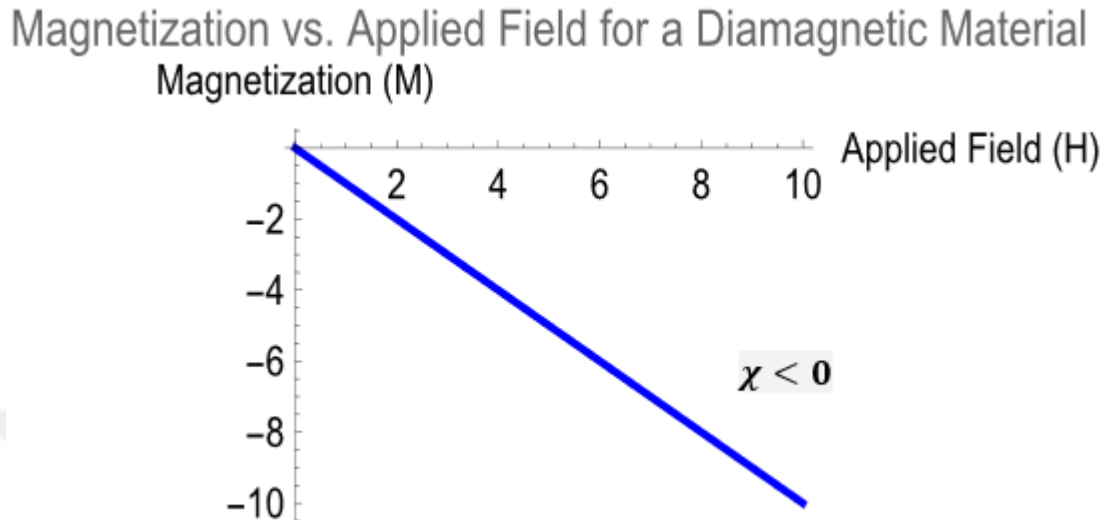 Magnetization vs. Applied Field for a Diamagnetic Material
Magnetization (M)
Applied Field (H)
2 4 6 8 10
−2
−4
−6
χ < 0
−8
−10